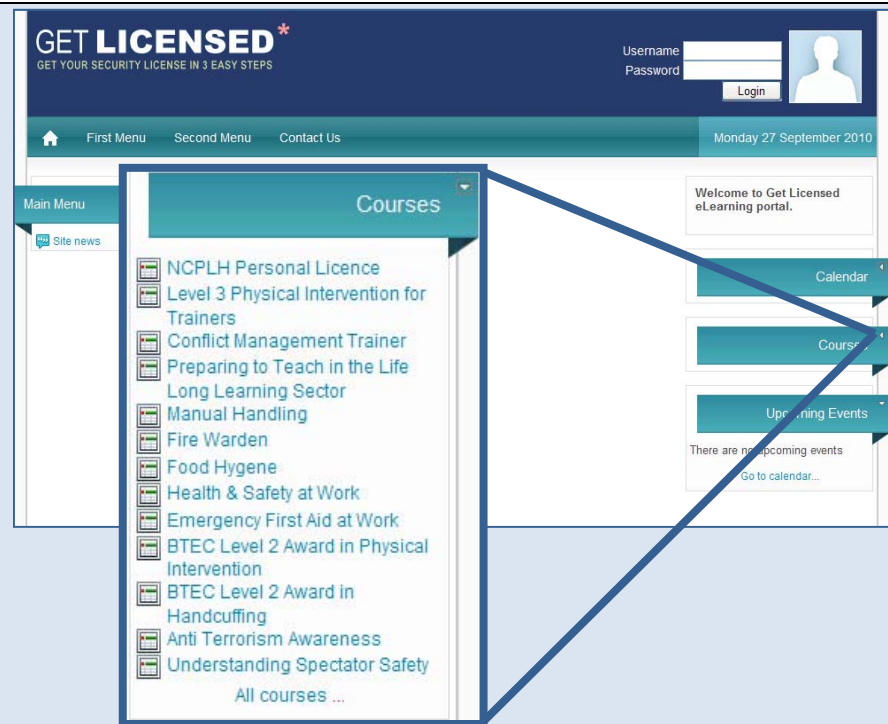 GET LICENSED*
GET YOUR SECURITY LICENSE IN 3 EASY STEPS
Username
Password
Login
First Menu
Second Menu
Contact Us
Monday 27 September 2010
Main Menu
Site news
Courses
NCPLH Personal Licence
Level 3 Physical Intervention for
Trainers
Conflict Management Trainer
Preparing to Teach in the Life
Long Learning Sector
Manual Handling
Fire Warden
Food Hygene
Health & Safety at Work
Emergency First Aid at Work
BTEC Level 2 Award in Physical
Intervention
BTEC Level 2 Award in
Handcuffing
Anti Terrorism Awareness
Understanding Spectator Safety
All courses ...
Welcome to Get Licensed
eLearning portal.
Calendar
Courses
Upcoming Events
There are no upcoming events
Go to calendar...